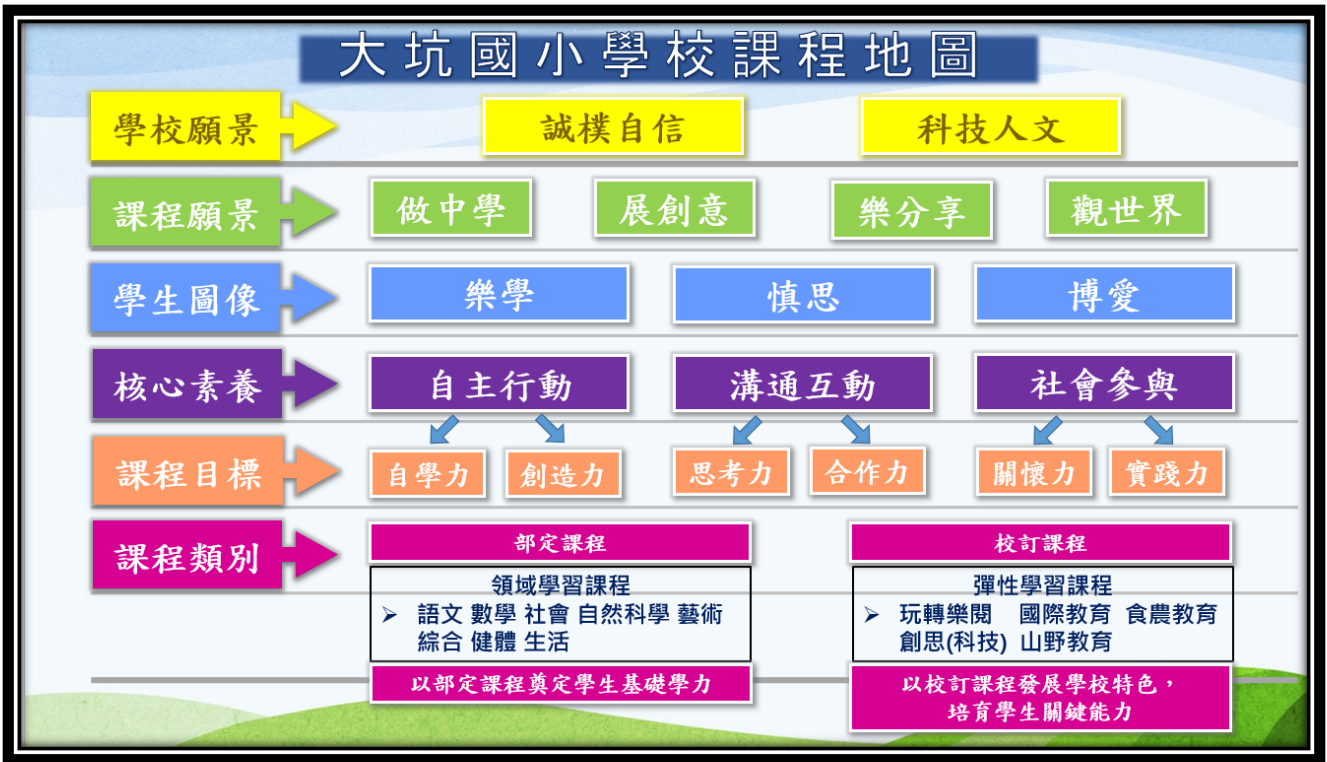 大坑國小學校課程地圖
學校願景
誠樸自信
科技人文
課程願景
做中學
展創意
樂分享
觀世界
學生圖像
樂學
慎思
博愛
核心素養
自主行動
溝通互動
社會參與
課程目標
自學力
創造力
思考力
合作力
關懷力
實踐力
課程類別
部定課程
領域學習課程
➢ 語文 數學 社會 自然科學 藝術
綜合 健體 生活
以部定課程奠定學生基礎學力
校訂課程
彈性學習課程
➢ 玩轉樂閱 國際教育 食農教育
創思(科技) 山野教育
以校訂課程發展學校特色，
培育學生關鍵能力